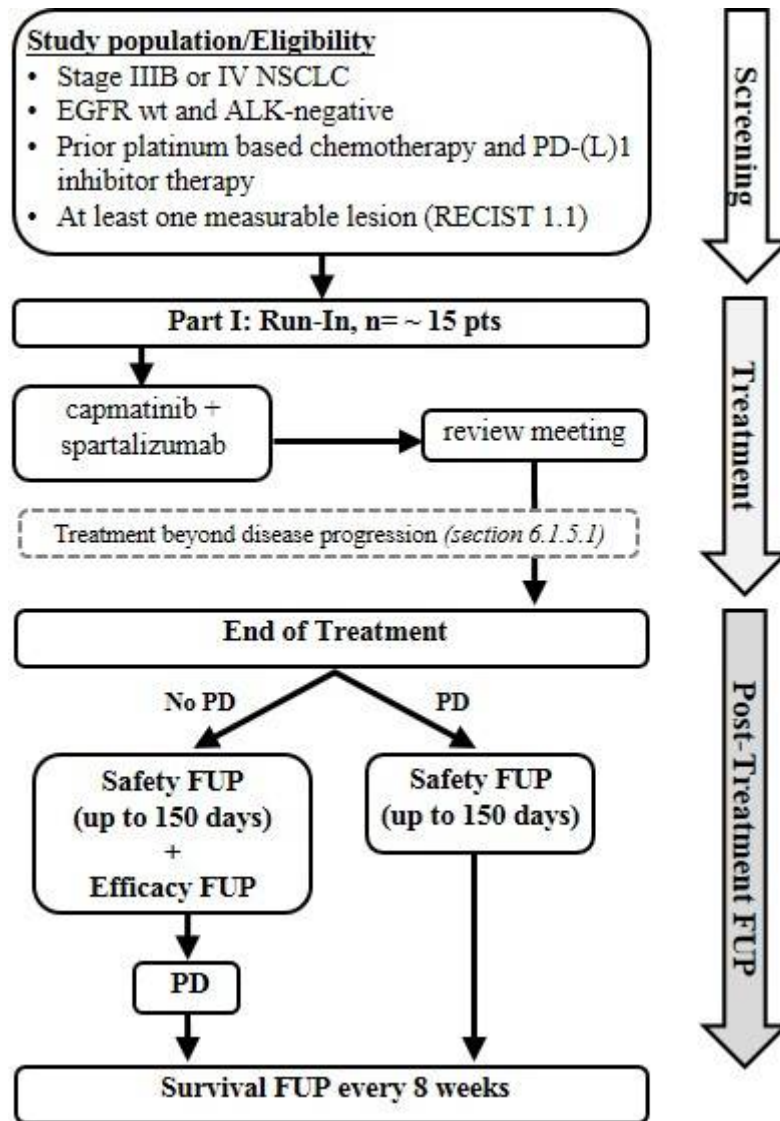 Study population/Eligibility
• Stage IIIB or IV NSCLC
• EGFR wt and ALK-negative
• Prior platinum based chemotherapy and PD-(L)1
inhibitor therapy
• At least one measurable lesion (RECIST 1.1)
Screening
Part I: Run-In, n= ~ 15 pts
capmatinib +
spartalizumab
review meeting
Treatment
Treatment beyond disease progression (section 6.1.5.1)
End of Treatment
No PD
PD
Safety FUP
(up to 150 days)
+
Efficacy FUP
Safety FUP
(up to 150 days)
Post-Treatment FUP
PD
Survival FUP every 8 weeks